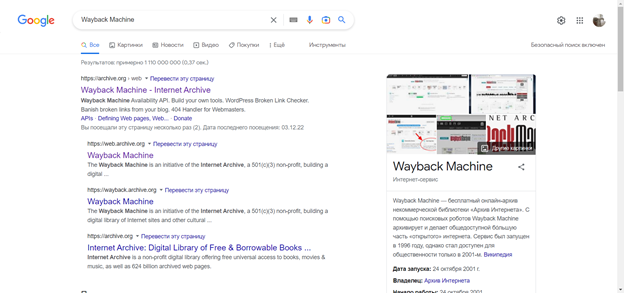 Google
Wayback Machine
Все Картинки Новости Видео Покупки Ещё Инструменты
Безопасный поиск включен
Результатов: примерно 1 110 000 000 (0,37 сек.)
https://archive.org › web Перевести эту страницу
Wayback Machine - Internet Archive
Wayback Machine Availability API. Build your own tools. WordPress Broken Link Checker.
Banish broken links from your blog. 404 Handler for Webmasters.
APIs · Defining Web pages, Web... · Donate
Вы посещали эту страницу несколько раз (2). Дата последнего посещения: 03.12.22
https://web.archive.org Перевести эту страницу
Wayback Machine
The Wayback Machine is an initiative of the Internet Archive, a 501(c)(3) non-profit, building a
digital ...
https://wayback.archive.org Перевести эту страницу
Wayback Machine
The Wayback Machine is an initiative of the Internet Archive, a 501(c)(3) non-profit, building a
digital library of Internet sites and other cultural ...
https://archive.org Перевести эту страницу
Internet Archive: Digital Library of Free & Borrowable Books ...
Internet Archive is a non-profit digital library offering free universal access to books, movies &
music, as well as 624 billion archived web pages.
Другие картинки
Wayback Machine
Интернет-сервис
Wayback Machine — бесплатный онлайн-архив
некоммерческой библиотеки «Архив Интернета». С
помощью поисковых роботов Wayback Machine
архивирует и делает общедоступной бо́льшую
часть «открытого» интернета. Сервис был запущен
в 1996 году, однако стал доступен для
общественности только в 2001-м. Википедия
Дата запуска: 24 октября 2001 г.
Владелец: Архив Интернета
Начало работы: 24 октября 2001